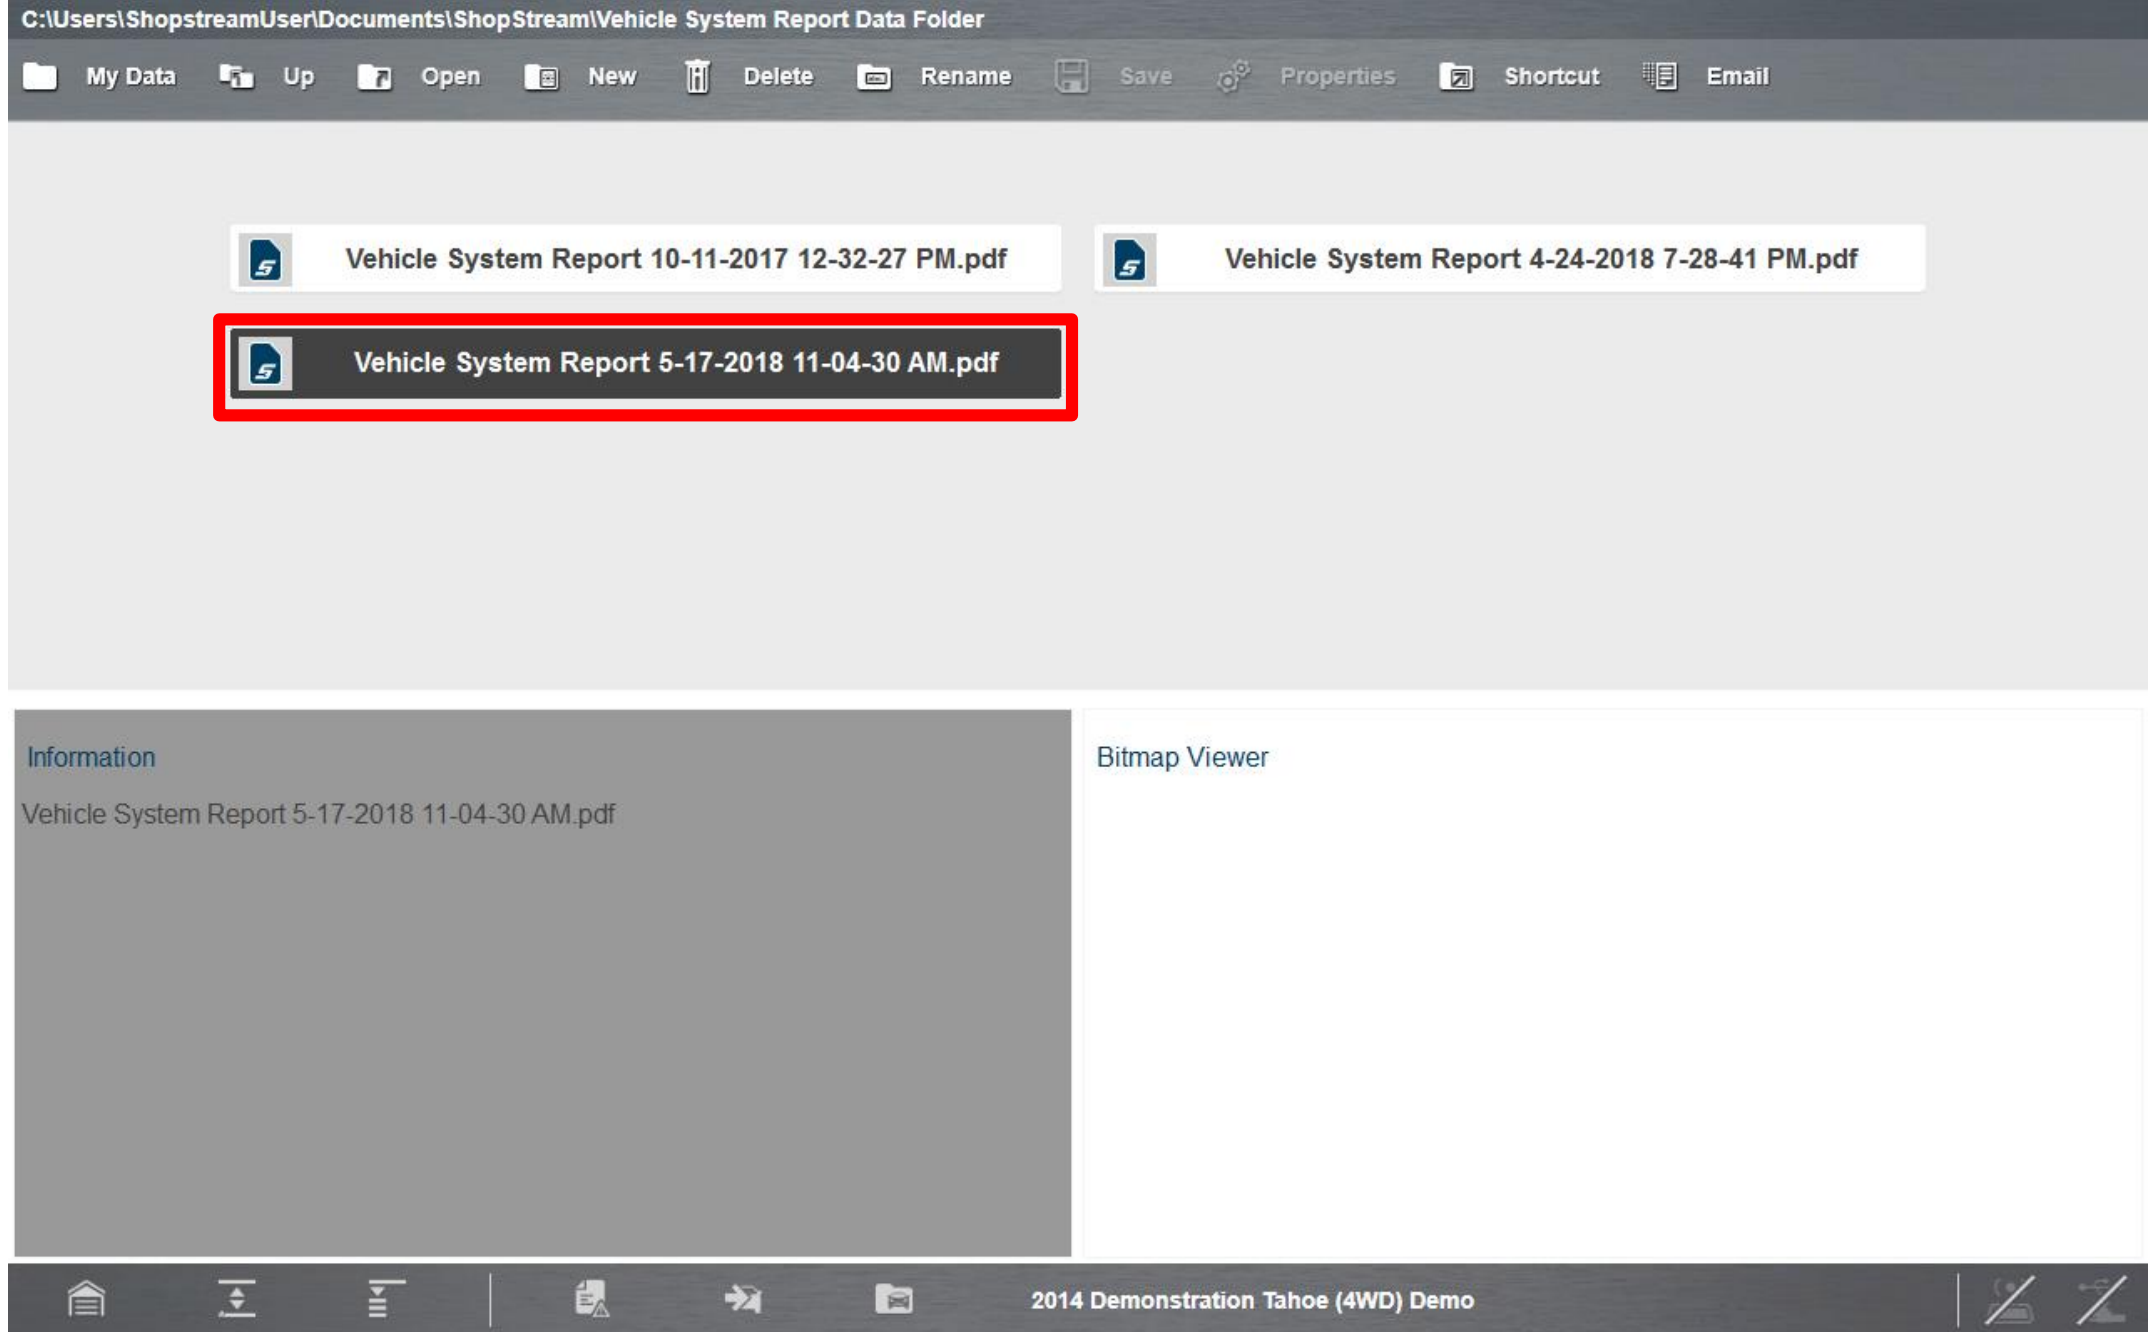 C:\Users\ShopstreamUser\Documents\ShopStream\Vehicle System Report Data Folder
My Data Up Open New Delete Rename Save Properties Shortcut Email
Vehicle System Report 10-11-2017 12-32-27 PM.pdf
Vehicle System Report 4-24-2018 7-28-41 PM.pdf
Vehicle System Report 5-17-2018 11-04-30 AM.pdf
Information
Vehicle System Report 5-17-2018 11-04-30 AM.pdf
Bitmap Viewer
2014 Demonstration Tahoe (4WD) Demo